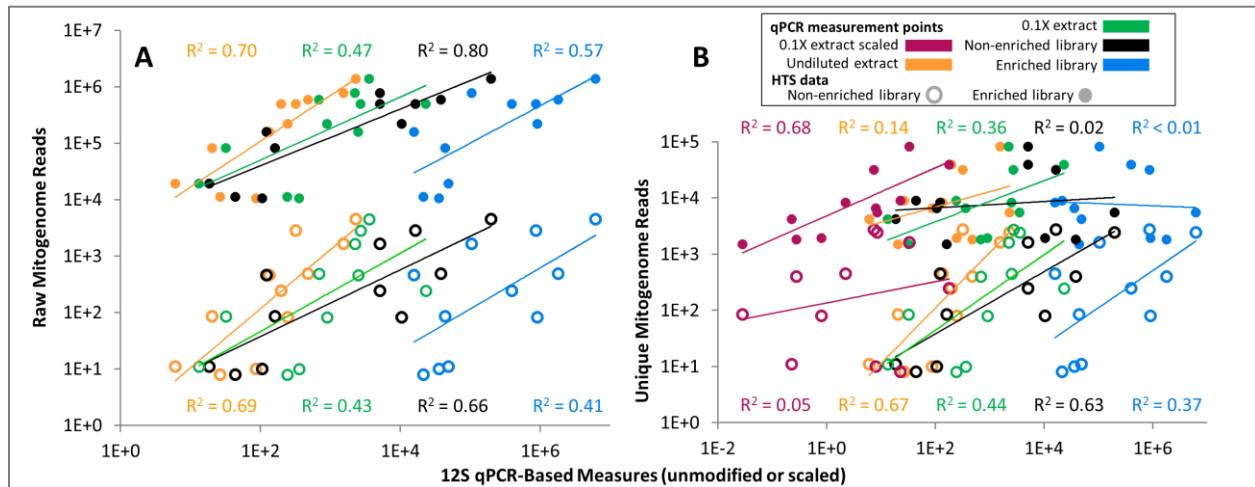 A
R² = 0.70 R² = 0.47 R² = 0.80 R² = 0.57
Raw Mitogenome Reads
1E+7
1E+6
1E+5
1E+4
1E+3
1E+2
1E+1
1E+0
R² = 0.69 R² = 0.43 R² = 0.66 R² = 0.41
1E+0 1E+2 1E+4 1E+6
B
qPCR measurement points
0.1X extract
0.1X extract scaled
Non-enriched library
Undiluted extract
Enriched library
HTS data
Non-enriched library
Enriched library
R² = 0.68 R² = 0.14 R² = 0.36 R² = 0.02 R² < 0.01
Unique Mitogenome Reads
1E+5
1E+4
1E+3
1E+2
1E+1
1E+0
R² = 0.05 R² = 0.67 R² = 0.44 R² = 0.63 R² = 0.37
1E-2 1E+0 1E+2 1E+4 1E+6
12S qPCR-Based Measures (unmodified or scaled)